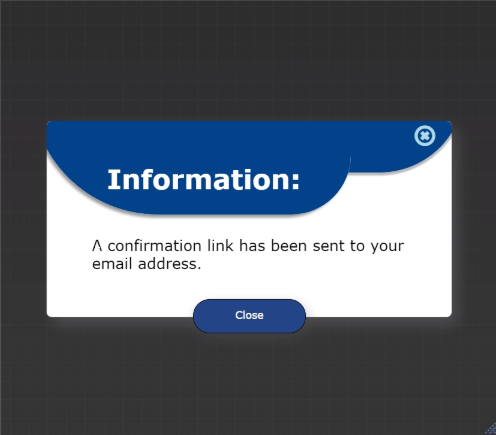 Information:
Λ confirmation link has been sent to your
email address.
Close